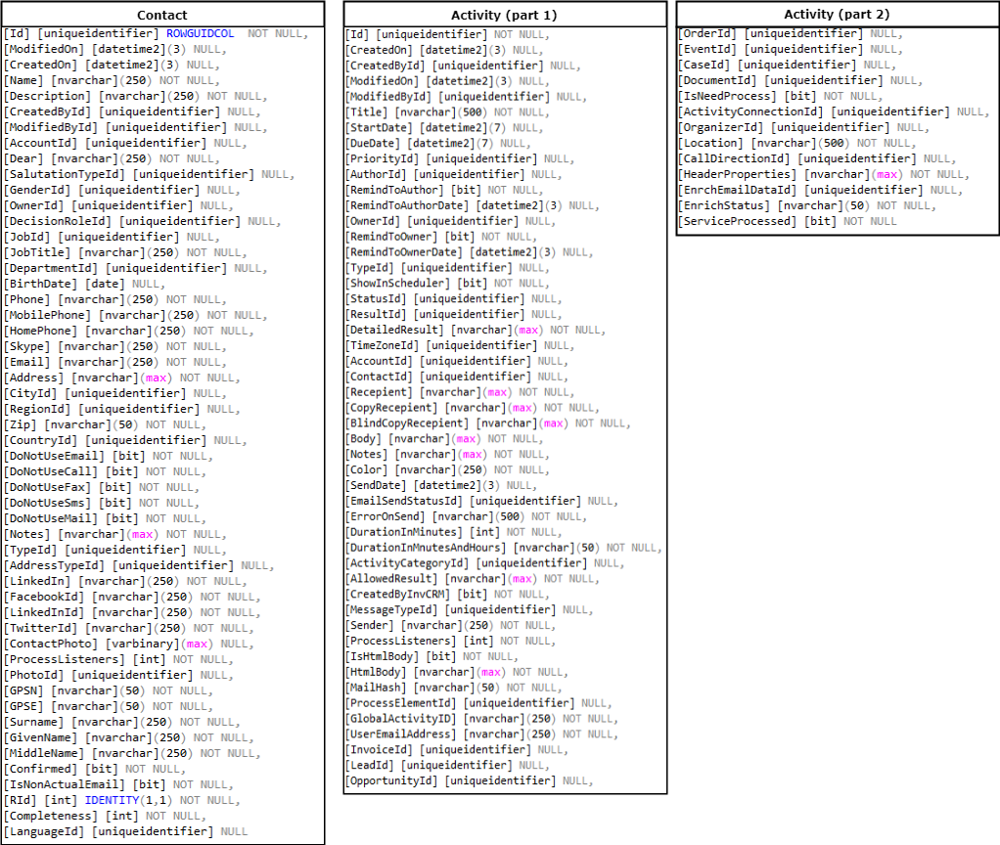 Contact
[Id] [uniqueidentifier] ROWGUIDCOL  NOT NULL,
[ModifiedOn] [datetime2](3) NULL,
[CreatedOn] [datetime2](3) NULL,
[Name] [nvarchar](250) NOT NULL,
[Description] [nvarchar](250) NOT NULL,
[CreatedById] [uniqueidentifier] NULL,
[ModifiedById] [uniqueidentifier] NULL,
[AccountId] [uniqueidentifier] NULL,
[Dear] [nvarchar](250) NOT NULL,
[SalutationTypeId] [uniqueidentifier] NULL,
[GenderId] [uniqueidentifier] NULL,
[OwnerId] [uniqueidentifier] NULL,
[DecisionRoleId] [uniqueidentifier] NULL,
[JobId] [uniqueidentifier] NULL,
[JobTitle] [nvarchar](250) NOT NULL,
[DepartmentId] [uniqueidentifier] NULL,
[BirthDate] [date] NULL,
[Phone] [nvarchar](250) NOT NULL,
[MobilePhone] [nvarchar](250) NOT NULL,
[HomePhone] [nvarchar](250) NOT NULL,
[Skype] [nvarchar](250) NOT NULL,
[Email] [nvarchar](250) NOT NULL,
[Address] [nvarchar](max) NOT NULL,
[CityId] [uniqueidentifier] NULL,
[RegionId] [uniqueidentifier] NULL,
[Zip] [nvarchar](50) NOT NULL,
[CountryId] [uniqueidentifier] NULL,
[DoNotUseEmail] [bit] NOT NULL,
[DoNotUseCall] [bit] NOT NULL,
[DoNotUseFax] [bit] NOT NULL,
[DoNotUseSms] [bit] NOT NULL,
[DoNotUseMail] [bit] NOT NULL,
[Notes] [nvarchar](max) NOT NULL,
[TypeId] [uniqueidentifier] NULL,
[AddressTypeId] [uniqueidentifier] NULL,
[LinkedIn] [nvarchar](250) NOT NULL,
[FacebookId] [nvarchar](250) NOT NULL,
[LinkedInId] [nvarchar](250) NOT NULL,
[TwitterId] [nvarchar](250) NOT NULL,
[ContactPhoto] [varbinary](max) NULL,
[ProcessListeners] [int] NOT NULL,
[PhotoId] [uniqueidentifier] NULL,
[GPSN] [nvarchar](50) NOT NULL,
[GPSE] [nvarchar](50) NOT NULL,
[Surname] [nvarchar](250) NOT NULL,
[GivenName] [nvarchar](250) NOT NULL,
[MiddleName] [nvarchar](250) NOT NULL,
[Confirmed] [bit] NOT NULL,
[IsNonActualEmail] [bit] NOT NULL,
[RId] [int] IDENTITY(1,1) NOT NULL,
[Completeness] [int] NOT NULL,
[LanguageId] [uniqueidentifier] NULL
Activity (part 1)
[Id] [uniqueidentifier] NOT NULL,
[CreatedOn] [datetime2](3) NULL,
[CreatedById] [uniqueidentifier] NULL,
[ModifiedOn] [datetime2](3) NULL,
[ModifiedById] [uniqueidentifier] NULL,
[Title] [nvarchar](500) NOT NULL,
[StartDate] [datetime2](7) NULL,
[DueDate] [datetime2](7) NULL,
[PriorityId] [uniqueidentifier] NULL,
[AuthorId] [uniqueidentifier] NULL,
[RemindToAuthor] [bit] NOT NULL,
[RemindToAuthorDate] [datetime2](3) NULL,
[OwnerId] [uniqueidentifier] NULL,
[RemindToOwner] [bit] NOT NULL,
[RemindToOwnerDate] [datetime2](3) NULL,
[TypeId] [uniqueidentifier] NULL,
[ShowInScheduler] [bit] NOT NULL,
[StatusId] [uniqueidentifier] NULL,
[ResultId] [uniqueidentifier] NULL,
[DetailedResult] [nvarchar](max) NOT NULL,
[TimeZoneId] [uniqueidentifier] NULL,
[AccountId] [uniqueidentifier] NULL,
[ContactId] [uniqueidentifier] NULL,
[Recepient] [nvarchar](max) NOT NULL,
[CopyRecepient] [nvarchar](max) NOT NULL,
[BlindCopyRecepient] [nvarchar](max) NOT NULL,
[Body] [nvarchar](max) NOT NULL,
[Notes] [nvarchar](max) NOT NULL,
[Color] [nvarchar](250) NOT NULL,
[SendDate] [datetime2](3) NULL,
[EmailSendStatusId] [uniqueidentifier] NULL,
[ErrorOnSend] [nvarchar](500) NOT NULL,
[DurationInMinutes] [int] NOT NULL,
[DurationInMnutesAndHours] [nvarchar](50) NOT NULL,
[ActivityCategoryId] [uniqueidentifier] NULL,
[AllowedResult] [nvarchar](max) NOT NULL,
[CreatedByInvCRM] [bit] NOT NULL,
[MessageTypeId] [uniqueidentifier] NULL,
[Sender] [nvarchar](250) NOT NULL,
[ProcessListeners] [int] NOT NULL,
[IsHtmlBody] [bit] NOT NULL,
[HtmlBody] [nvarchar](max) NOT NULL,
[MailHash] [nvarchar](50) NOT NULL,
[ProcessElementId] [uniqueidentifier] NULL,
[GlobalActivityID] [nvarchar](250) NOT NULL,
[UserEmailAddress] [nvarchar](250) NOT NULL,
[InvoiceId] [uniqueidentifier] NULL,
[LeadId] [uniqueidentifier] NULL,
[OpportunityId] [uniqueidentifier] NULL,
Activity (part 2)
[OrderId] [uniqueidentifier] NULL,
[EventId] [uniqueidentifier] NULL,
[CaseId] [uniqueidentifier] NULL,
[DocumentId] [uniqueidentifier] NULL,
[IsNeedProcess] [bit] NOT NULL,
[ActivityConnectionId] [uniqueidentifier] NULL,
[OrganizerId] [uniqueidentifier] NULL,
[Location] [nvarchar](500) NOT NULL,
[CallDirectionId] [uniqueidentifier] NULL,
[HeaderProperties] [nvarchar](max) NOT NULL,
[EnrchEmailDataId] [uniqueidentifier] NULL,
[EnrichStatus] [nvarchar](50) NOT NULL,
[ServiceProcessed] [bit] NOT NULL